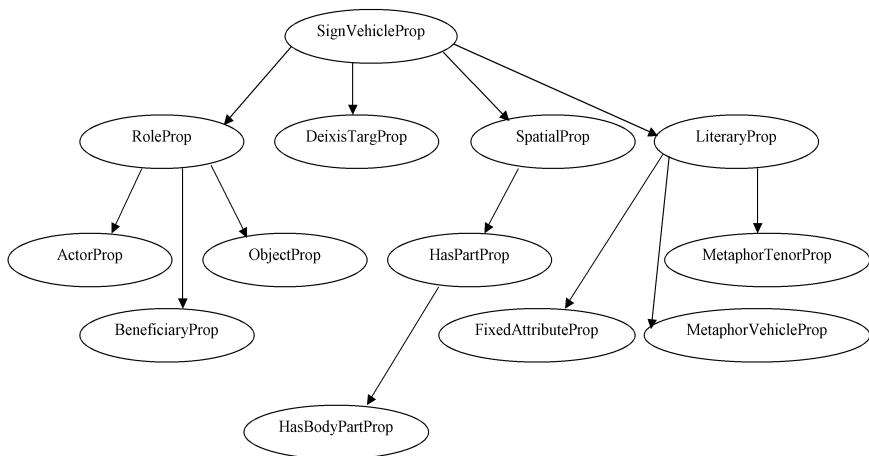 SignVehicleProp
RoleProp
DeixisTargProp
SpatialProp
LiteraryProp
ActorProp
ObjectProp
HasPartProp
MetaphorTenorProp
BeneficiaryProp
FixedAttributeProp
MetaphorVehicleProp
HasBodyPartProp